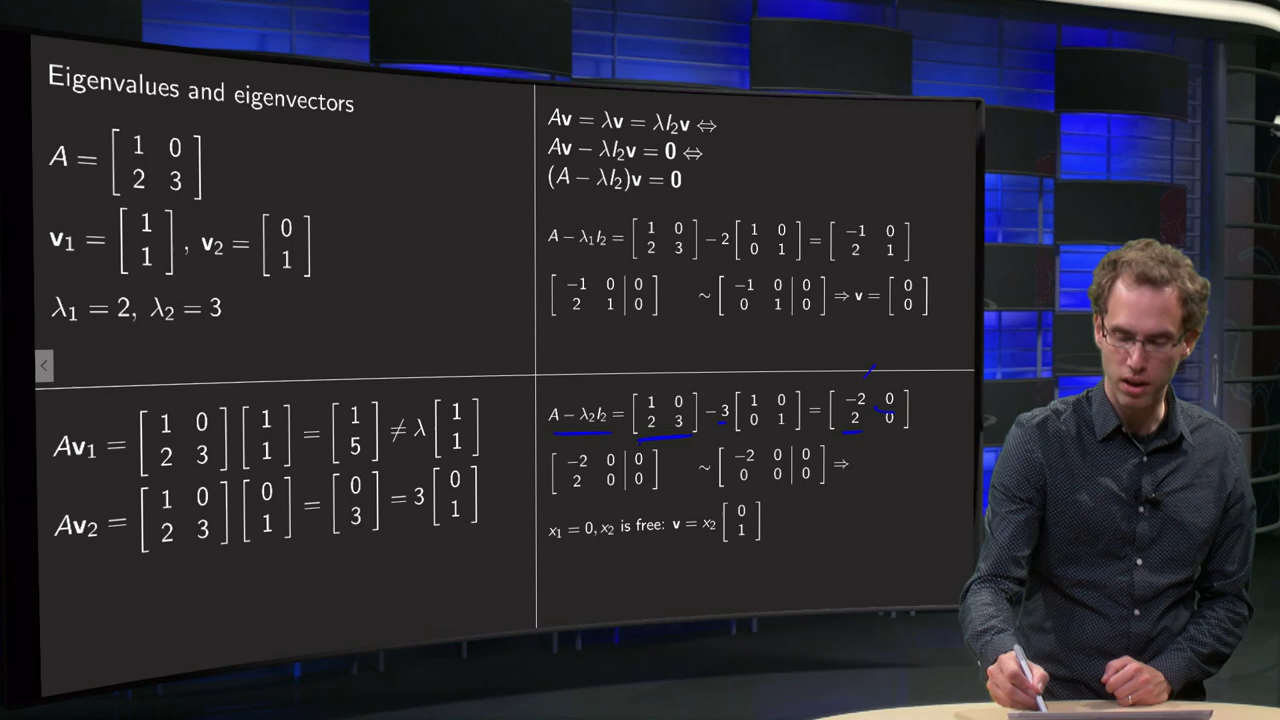 Eigenvalues and eigenvectors
A = [ 1 0 ; 2 3 ]
v₁ = [ 1 ; 1 ], v₂ = [ 0 ; 1 ]
λ₁ = 2, λ₂ = 3
Av₁ = [ 1 0 ; 2 3 ] [ 1 ; 1 ] = [ 1 ; 5 ] ≠ λ [ 1 ; 1 ]
Av₂ = [ 1 0 ; 2 3 ] [ 0 ; 1 ] = [ 0 ; 3 ] = 3 [ 0 ; 1 ]
Av = λv = λI₂v ⇔
Av − λI₂v = 0 ⇔
(A − λI₂)v = 0
A − λ₁I₂ = [ 1 0 ; 2 3 ] − 2 [ 1 0 ; 0 1 ] = [ −1 0 ; 2 1 ]
[ −1 0 | 0 ; 2 1 | 0 ] ~ [ −1 0 | 0 ; 0 1 | 0 ] ⇒ v = [ 0 ; 0 ]
A − λ₂I₂ = [ 1 0 ; 2 3 ] − 3 [ 1 0 ; 0 1 ] = [ −2 0 ; 2 0 ]
[ −2 0 | 0 ; 2 0 | 0 ] ~ [ −2 0 | 0 ; 0 0 | 0 ] ⇒
x₁ = 0, x₂ is free: v = x₂ [ 0 ; 1 ]